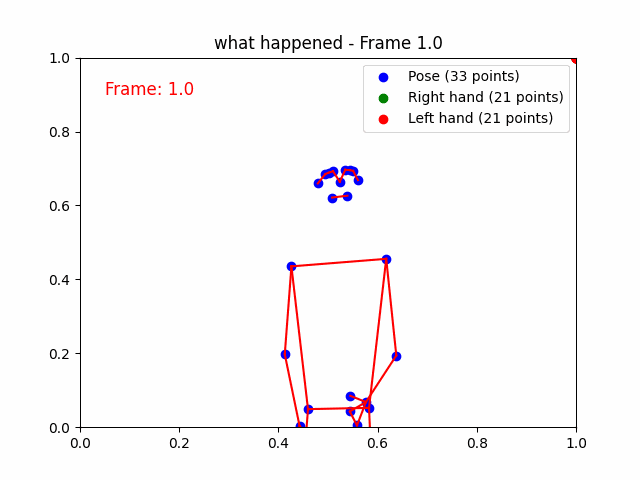 what happened - Frame 1.0
Frame: 1.0
Pose (33 points)
Right hand (21 points)
Left hand (21 points)
1.0
0.8
0.6
0.4
0.2
0.0
0.0 0.2 0.4 0.6 0.8 1.0